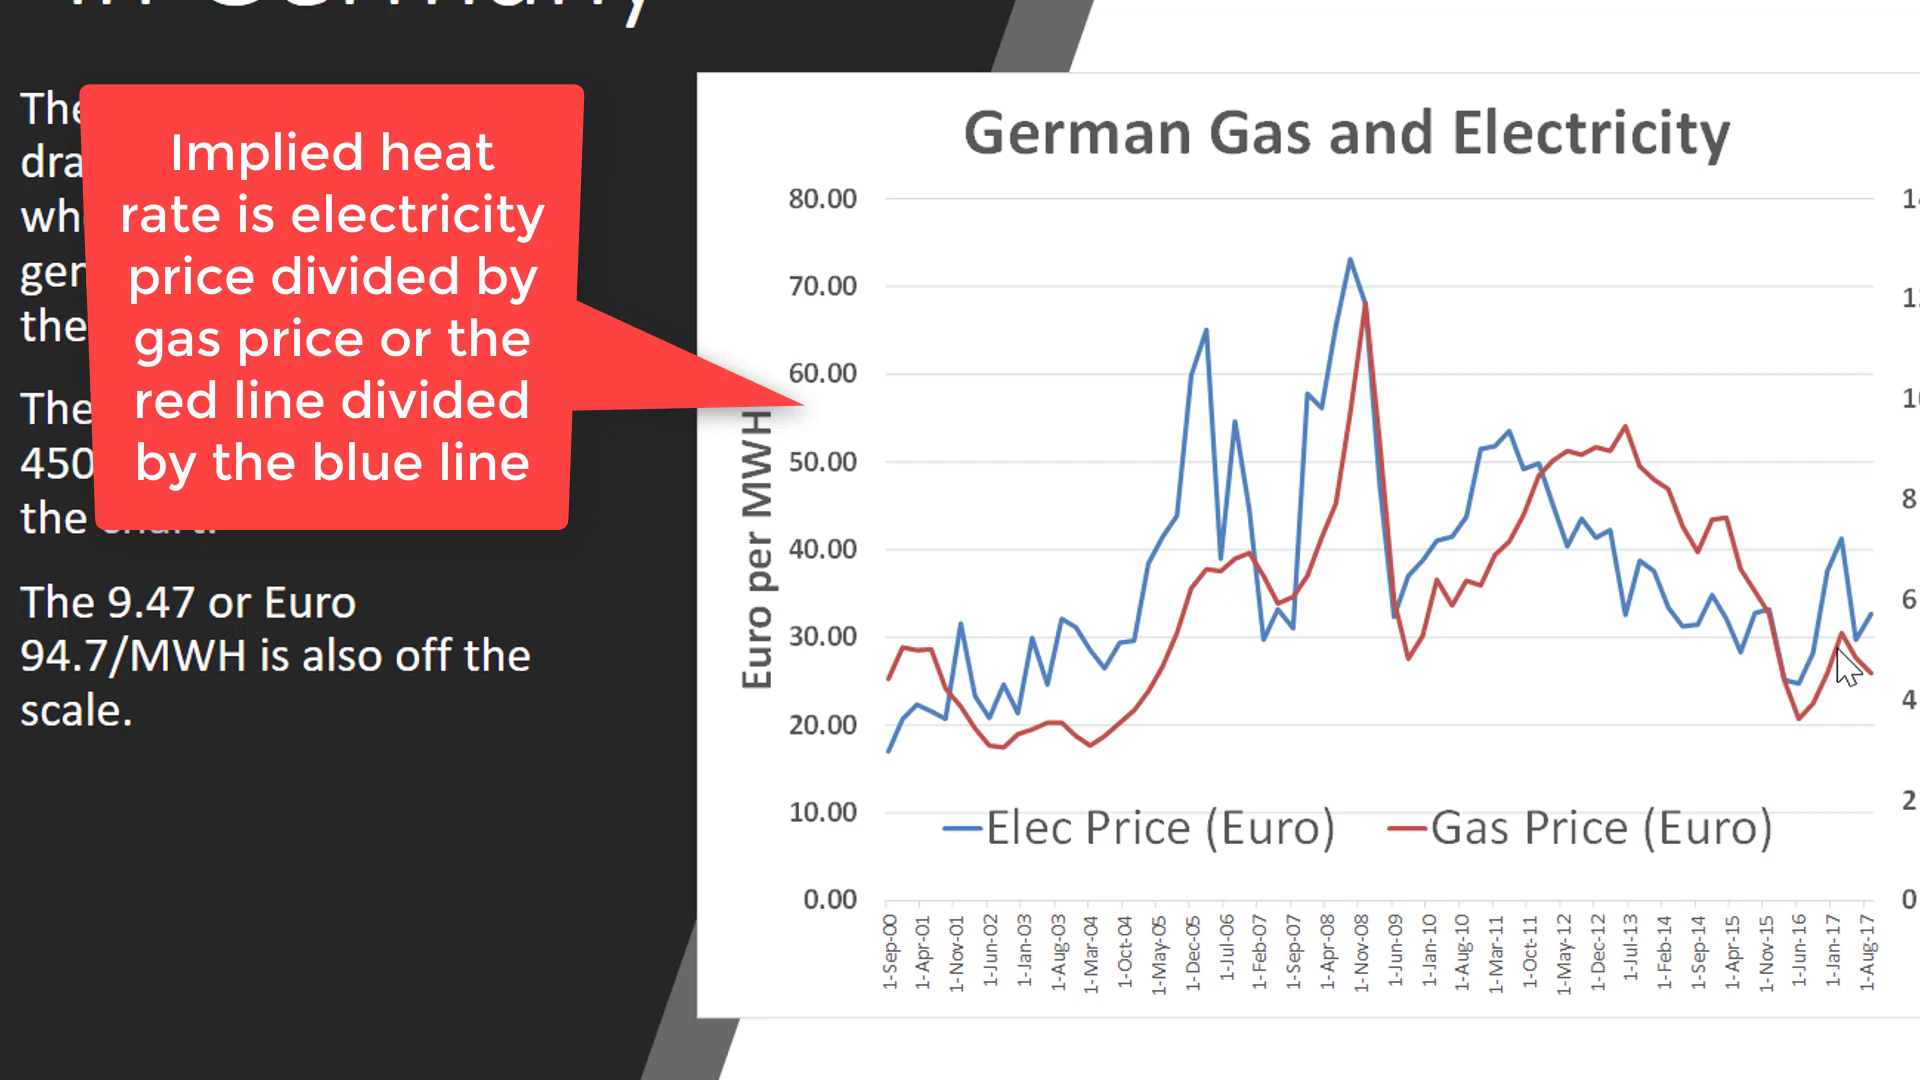 in Germany
The
dra
Implied heat
rate is electricity
price divided by
gas price or the
red line divided
by the blue line
wh
ger
the
The
450
the chart.
The 9.47 or Euro
94.7/MWH is also off the
scale.
German Gas and Electricity
Euro per MWH
80.00
70.00
60.00
50.00
40.00
30.00
20.00
10.00
0.00
8
6
4
2
0
Elec Price (Euro)
Gas Price (Euro)
1-Sep-00
1-Apr-01
1-Nov-01
1-Jun-02
1-Jan-03
1-Aug-03
1-Mar-04
1-Oct-04
1-May-05
1-Dec-05
1-Jul-06
1-Feb-07
1-Sep-07
1-Apr-08
1-Nov-08
1-Jun-09
1-Jan-10
1-Aug-10
1-Mar-11
1-Oct-11
1-May-12
1-Dec-12
1-Jul-13
1-Feb-14
1-Sep-14
1-Apr-15
1-Nov-15
1-Jun-16
1-Jan-17
1-Aug-17